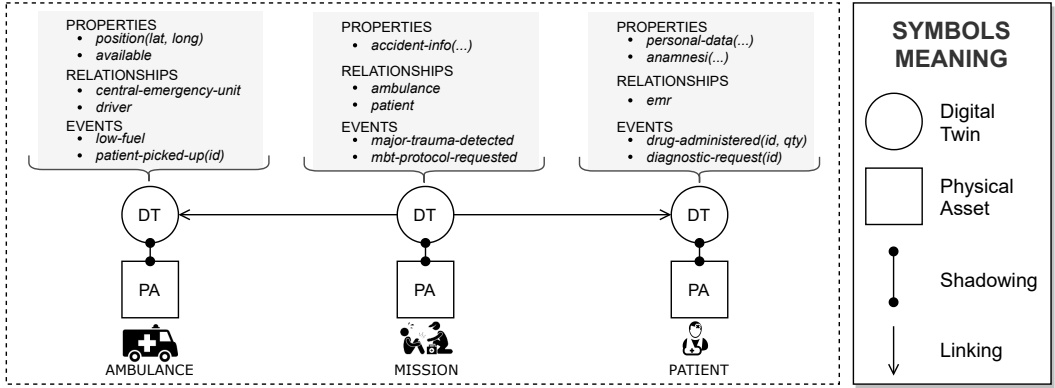 PROPERTIES
• position(lat, long)
• available
RELATIONSHIPS
• central-emergency-unit
• driver
EVENTS
• low-fuel
• patient-picked-up(id)
PROPERTIES
• accident-info(...)
RELATIONSHIPS
• ambulance
• patient
EVENTS
• major-trauma-detected
• mbt-protocol-requested
PROPERTIES
• personal-data(...)
• anamnesi(...)
RELATIONSHIPS
• emr
EVENTS
• drug-administered(id, qty)
• diagnostic-request(id)
DT
DT
DT
PA
PA
PA
AMBULANCE
MISSION
PATIENT
SYMBOLS
MEANING
Digital
Twin
Physical
Asset
Shadowing
Linking